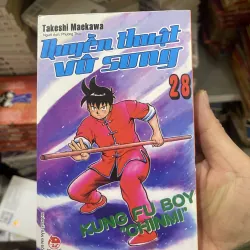 Takeshi Maekawa
Quyền thuật
vô song
28
KUNG FU BOY
"CHINMI"